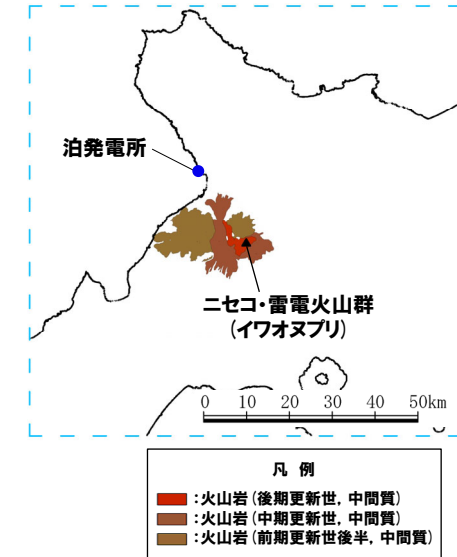 泊発電所
ニセコ・雷電火山群
(イワオヌプリ)
0 10 20 30 40 50km
凡 例
:火山岩(後期更新世, 中間質)
:火山岩(中期更新世, 中間質)
:火山岩(前期更新世後半, 中間質)